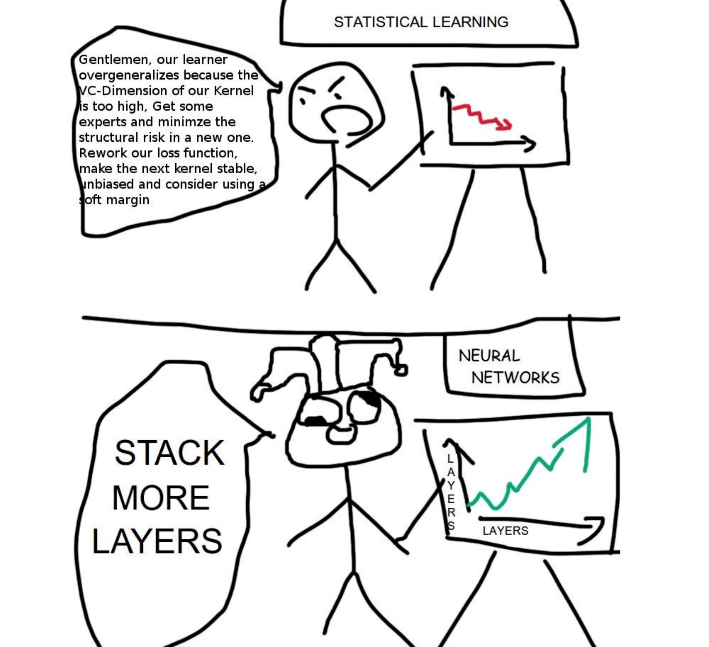 STATISTICAL LEARNING
Gentlemen, our learner
overgeneralizes because the
VC-Dimension of our Kernel
is too high, Get some
experts and minimze the
structural risk in a new one.
Rework our loss function,
make the next kernel stable,
unbiased and consider using a
soft margin
NEURAL
NETWORKS
STACK
MORE
LAYERS
LAYERS
LAYERS